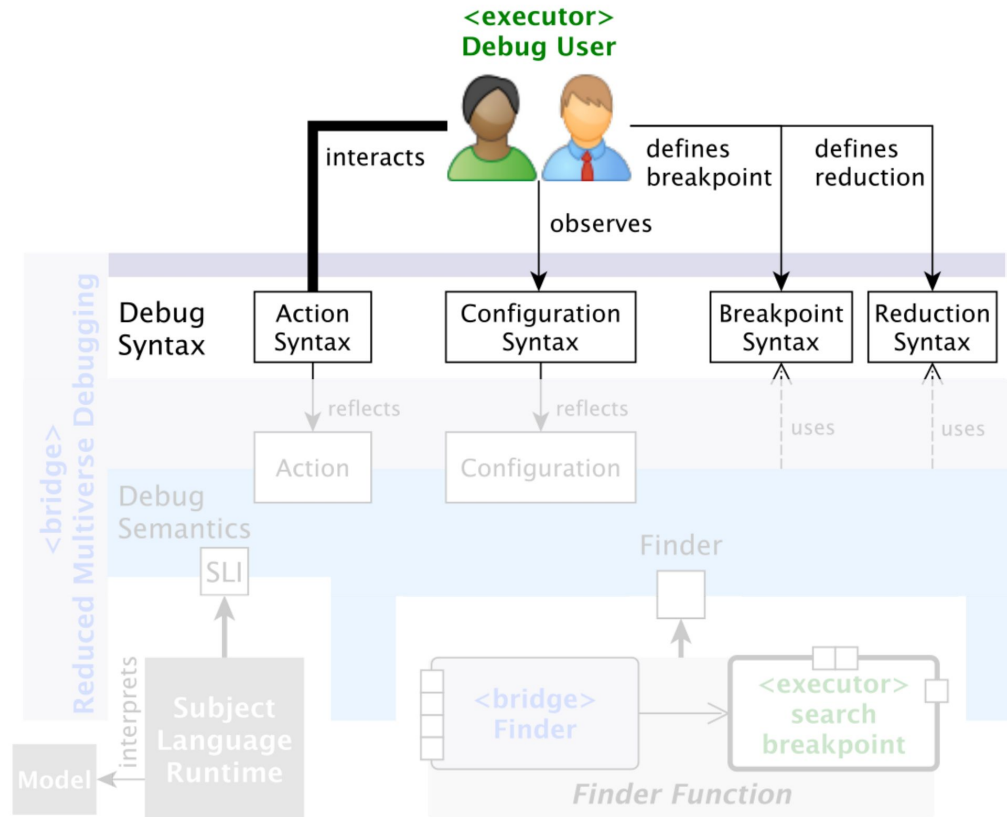 <executor>
Debug User
interacts
defines
breakpoint
defines
reduction
observes
Debug
Syntax
Action
Syntax
Configuration
Syntax
Breakpoint
Syntax
Reduction
Syntax
reflects
reflects
uses
uses
Action
Configuration
<bridge>
Reduced Multiverse Debugging
Debug
Semantics
SLI
Finder
interprets
Subject
Language
Runtime
Model
<bridge>
Finder
<executor>
search
breakpoint
Finder Function